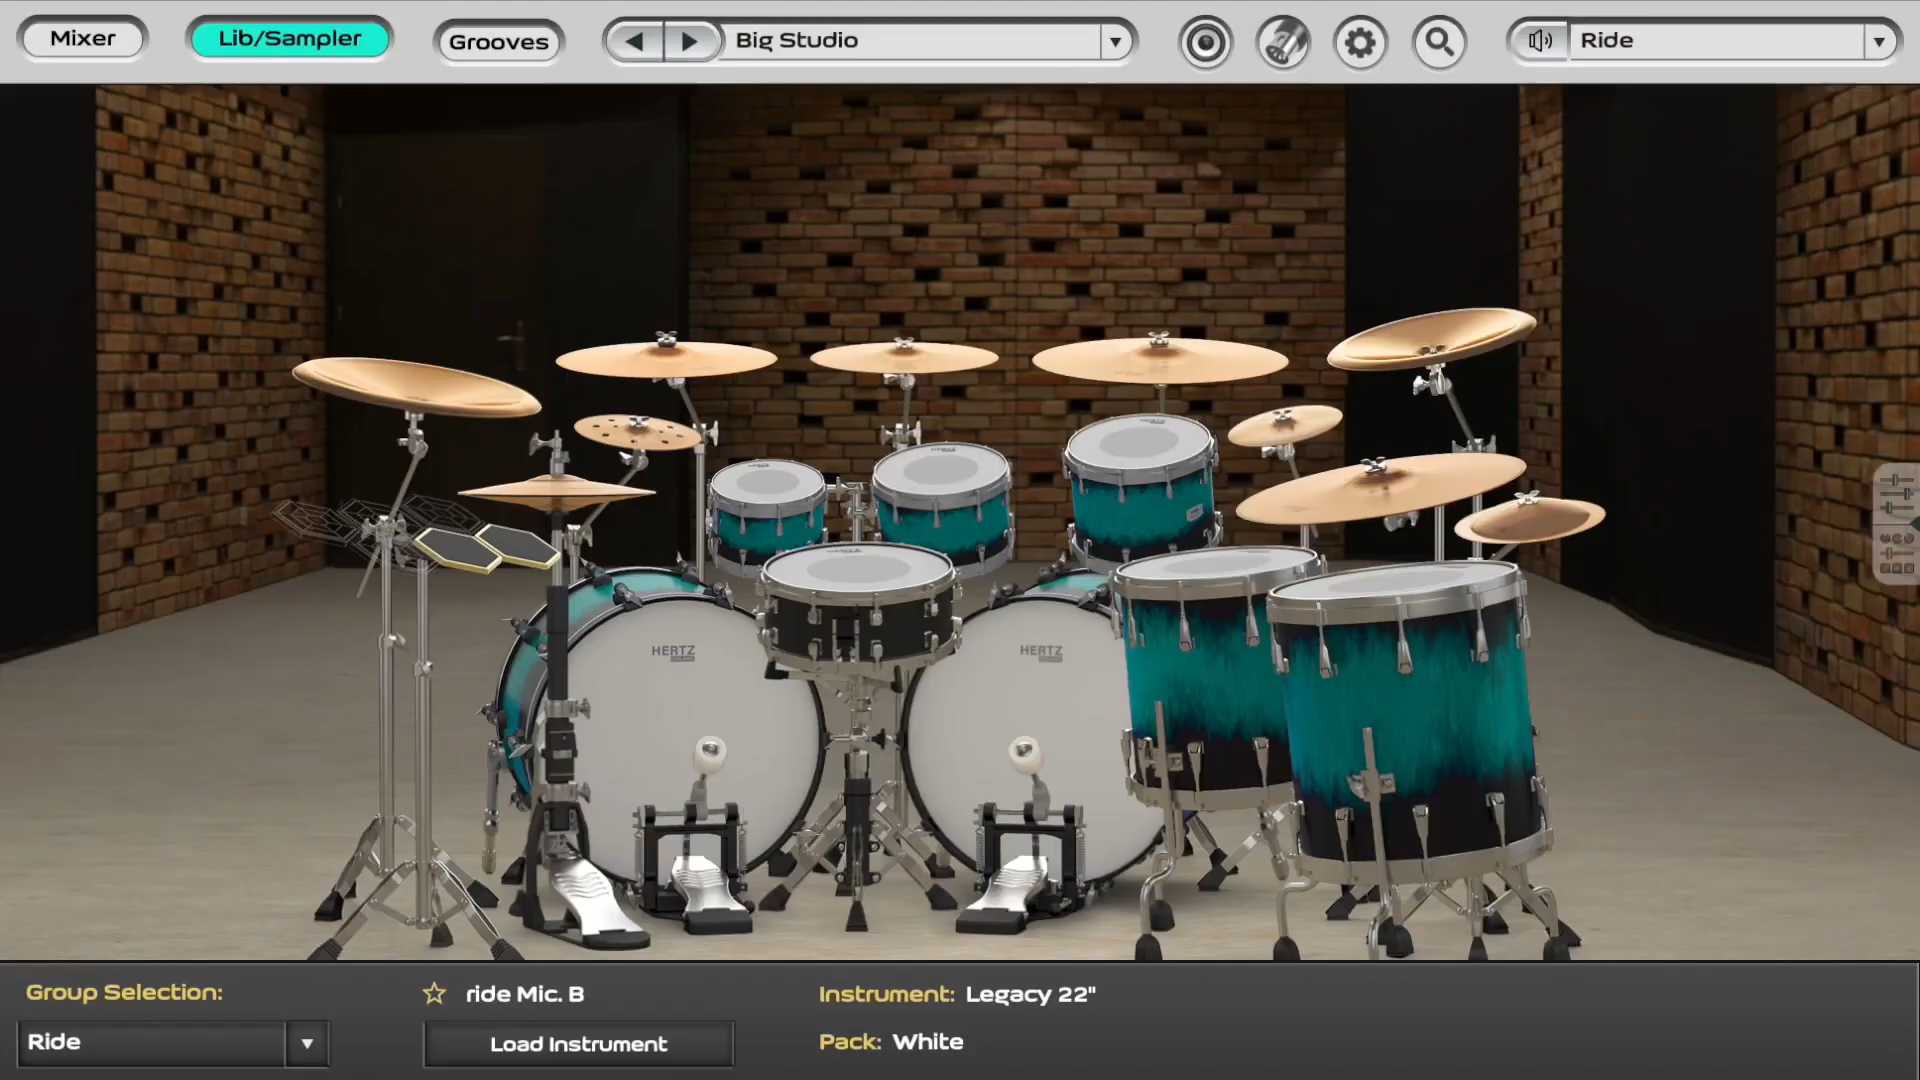 Mixer
Lib/Sampler
Grooves
Big Studio
Ride
HERTZ
HERTZ
Group Selection:
ride Mic. B
Instrument: Legacy 22"
Ride
Load Instrument
Pack: White